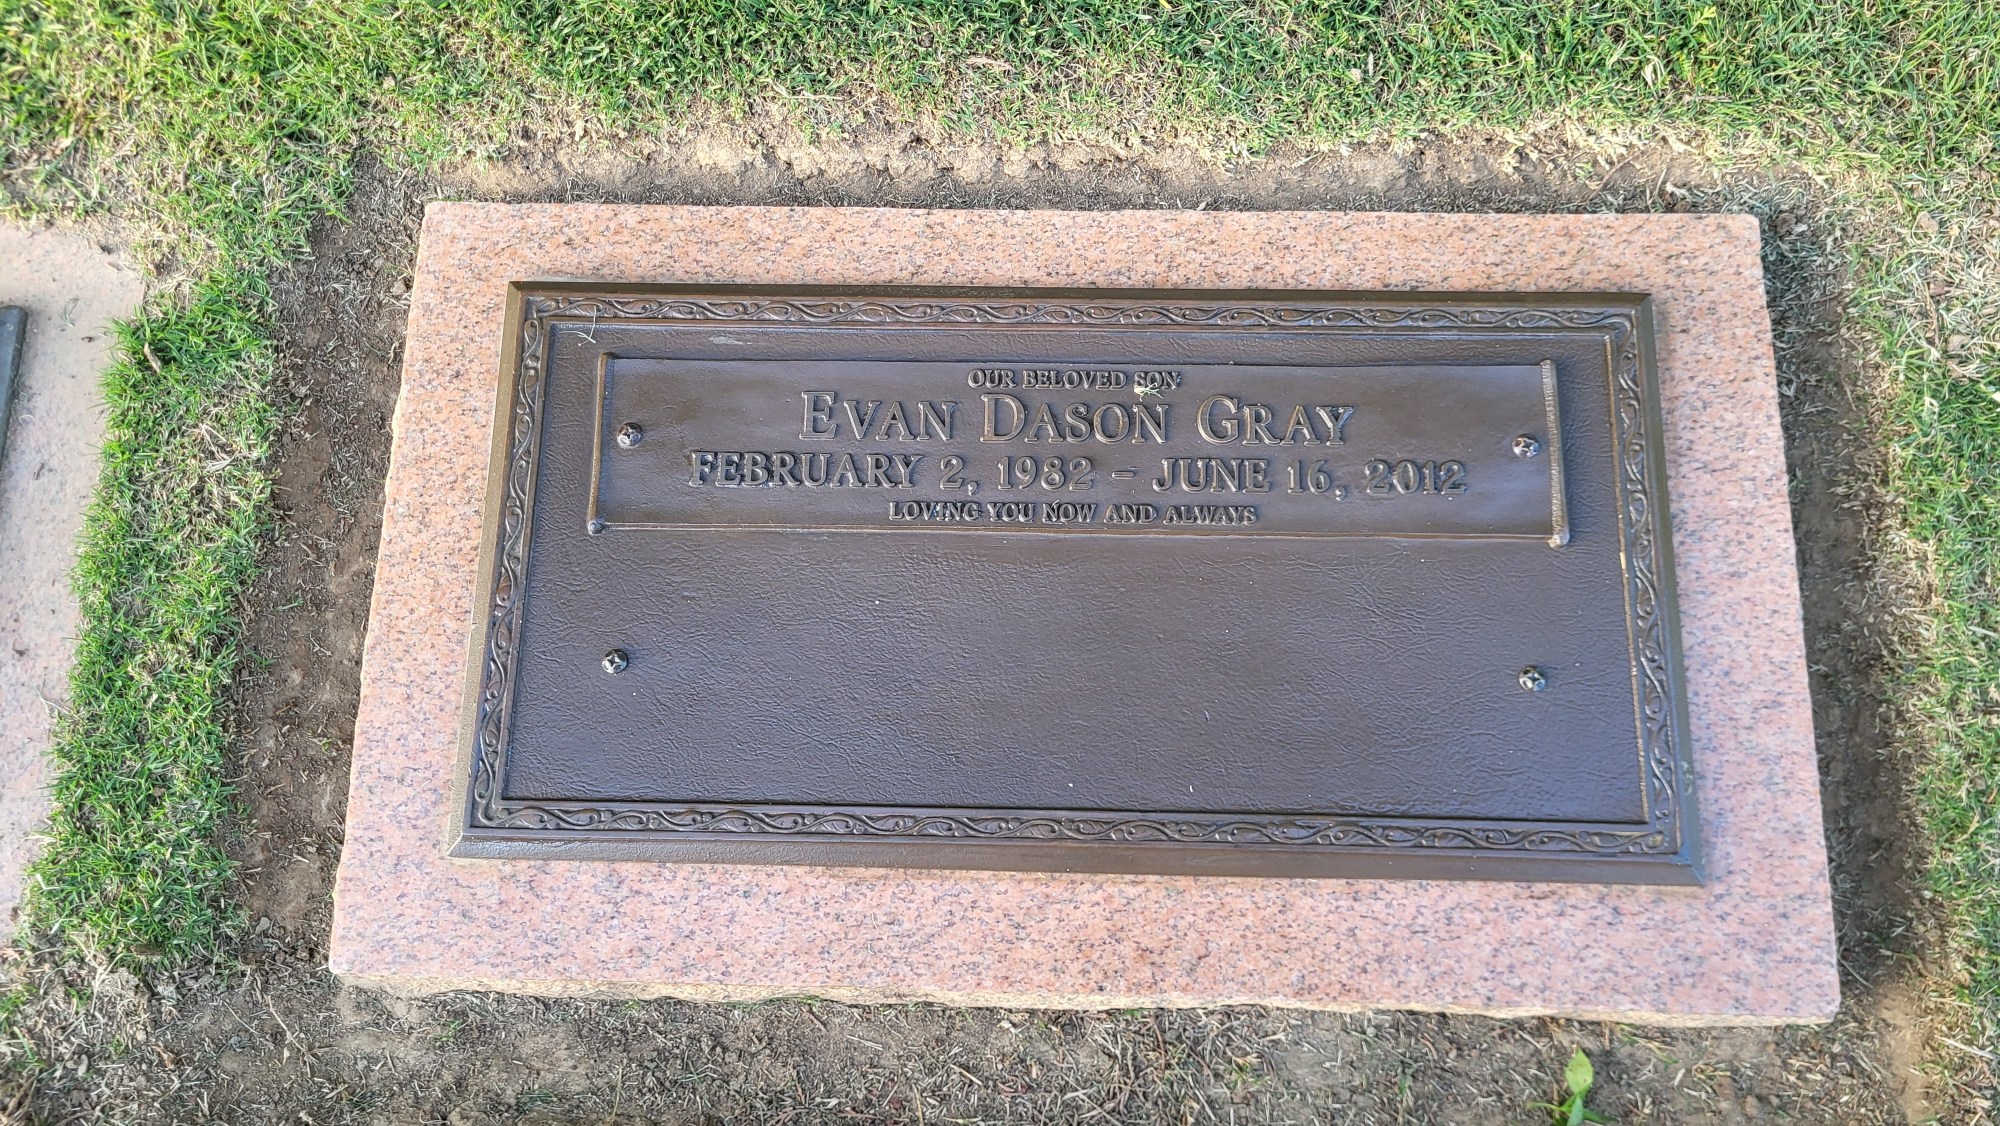 OUR BELOVED SON
EVAN DASON GRAY
FEBRUARY 2, 1982 – JUNE 16, 2012
LOVING YOU NOW AND ALWAYS